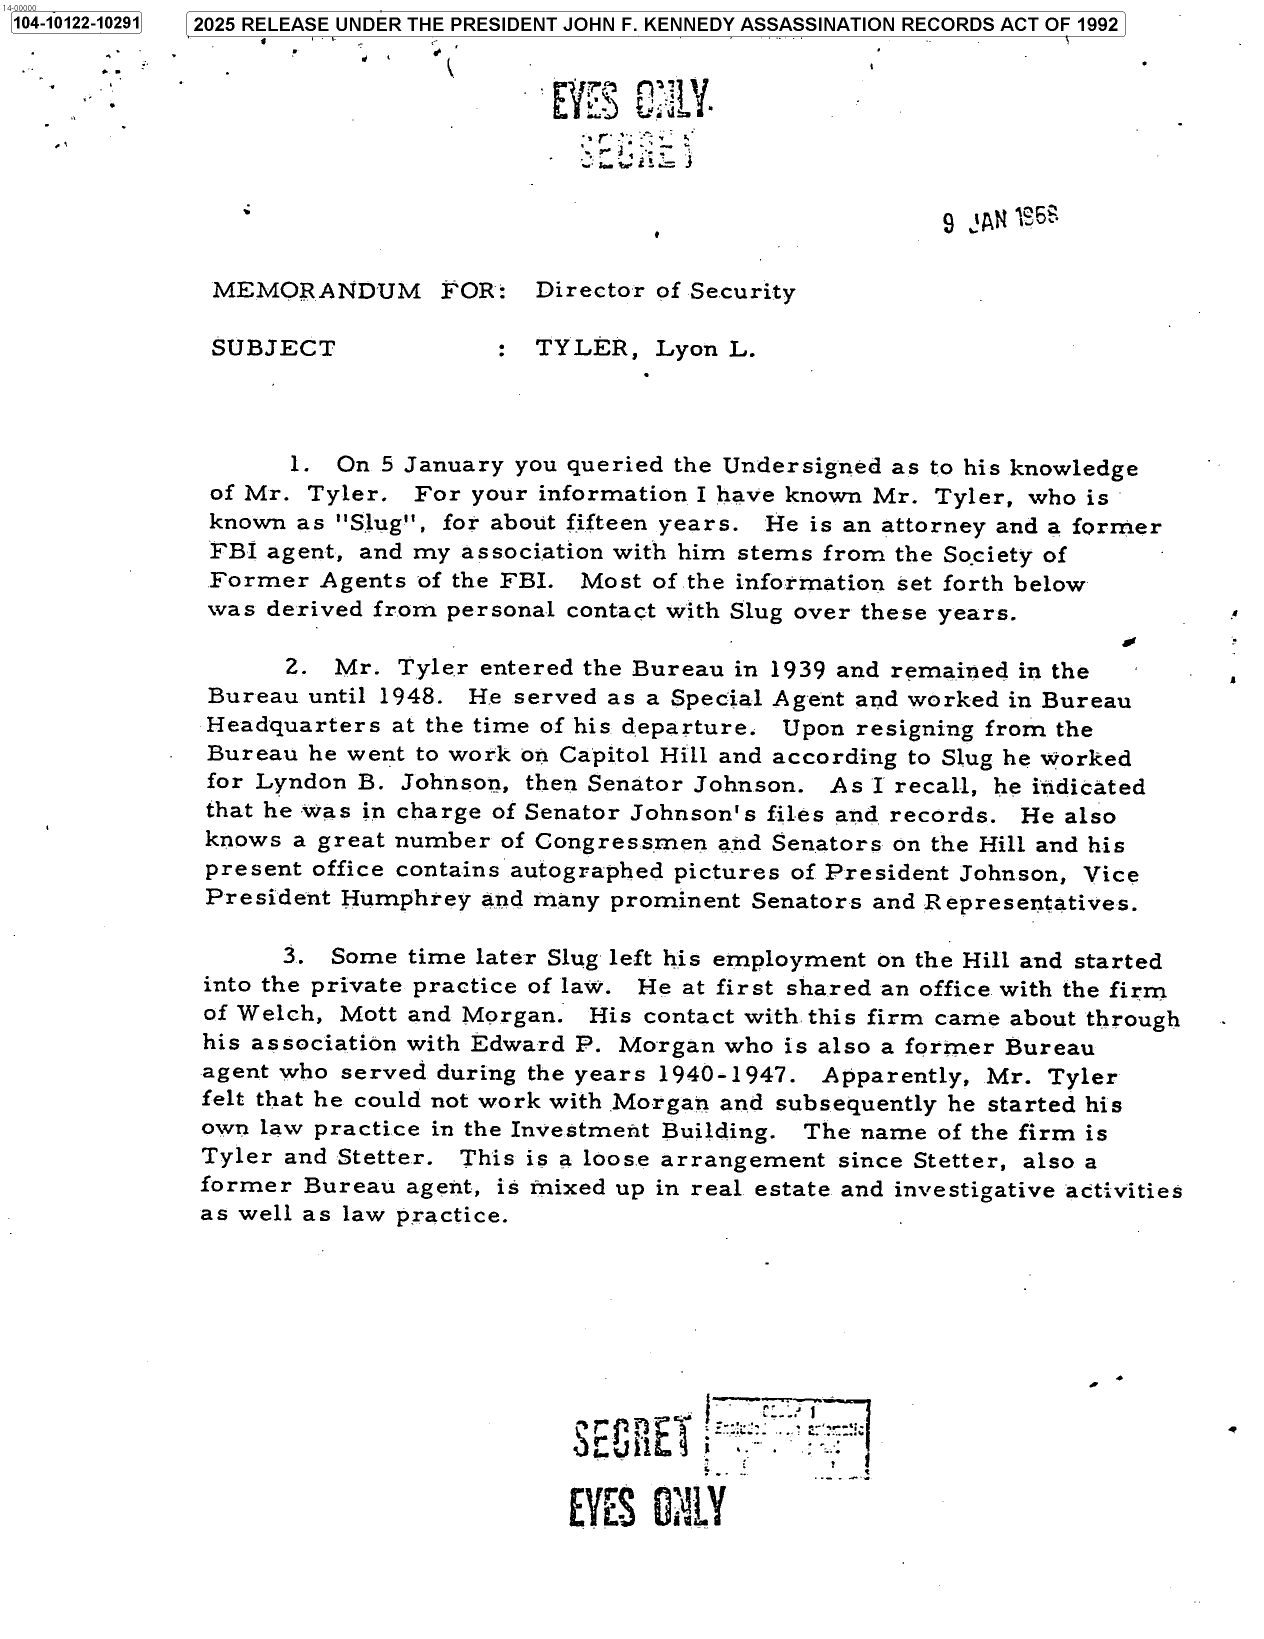 14-00000
104-10122-10291
2025 RELEASE UNDER THE PRESIDENT JOHN F. KENNEDY ASSASSINATION RECORDS ACT OF 1992
EYES ONLY
SECRET
9 JAN 1968
MEMORANDUM FOR: Director of Security
SUBJECT : TYLER, Lyon L.
1. On 5 January you queried the Undersigned as to his knowledge
of Mr. Tyler. For your information I have known Mr. Tyler, who is
known as "Slug", for about fifteen years. He is an attorney and a former
FBI agent, and my association with him stems from the Society of
Former Agents of the FBI. Most of the information set forth below
was derived from personal contact with Slug over these years.
2. Mr. Tyler entered the Bureau in 1939 and remained in the
Bureau until 1948. He served as a Special Agent and worked in Bureau
Headquarters at the time of his departure. Upon resigning from the
Bureau he went to work on Capitol Hill and according to Slug he worked
for Lyndon B. Johnson, then Senator Johnson. As I recall, he indicated
that he was in charge of Senator Johnson's files and records. He also
knows a great number of Congressmen and Senators on the Hill and his
present office contains autographed pictures of President Johnson, Vice
President Humphrey and many prominent Senators and Representatives.
3. Some time later Slug left his employment on the Hill and started
into the private practice of law. He at first shared an office with the firm
of Welch, Mott and Morgan. His contact with this firm came about through
his association with Edward P. Morgan who is also a former Bureau
agent who served during the years 1940-1947. Apparently, Mr. Tyler
felt that he could not work with Morgan and subsequently he started his
own law practice in the Investment Building. The name of the firm is
Tyler and Stetter. This is a loose arrangement since Stetter, also a
former Bureau agent, is mixed up in real estate and investigative activities
as well as law practice.
SECRET
EYES ONLY